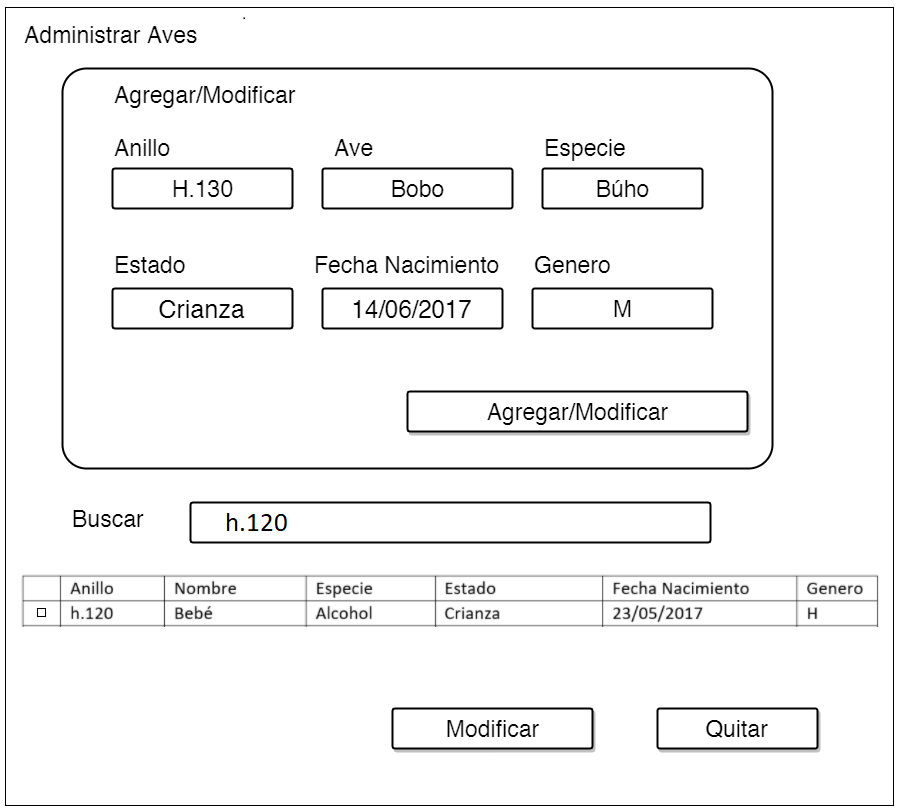 Administrar Aves
Agregar/Modificar
Anillo Ave Especie
H.130 Bobo Búho
Estado Fecha Nacimiento Genero
Crianza 14/06/2017 M
Agregar/Modificar
Buscar h.120
Anillo Nombre Especie Estado Fecha Nacimiento Genero
h.120 Bebé Alcohol Crianza 23/05/2017 H
Modificar Quitar